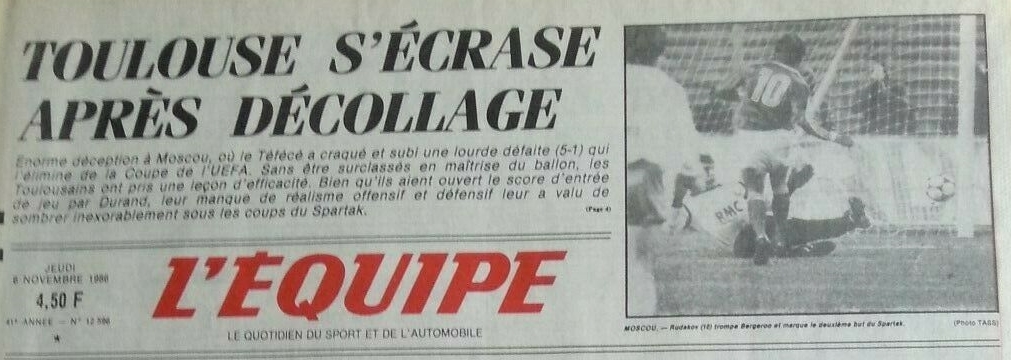 TOULOUSE S'ÉCRASE
APRÈS DÉCOLLAGE
Enorme déception à Moscou, où le Téfécé a craqué et subi une lourde défaite (5-1) qui
l'élimine de la Coupe de l'UEFA. Sans être surclassés en maîtrise du ballon, les
Toulousains ont pris une leçon d'efficacité. Bien qu'ils aient ouvert le score d'entrée
de jeu par Durand, leur manque de réalisme offensif et défensif leur a valu de
sombrer inexorablement sous les coups du Spartak.
(Page 4)
10
RMC
MOSCOU. — Rudakov (10) trompe Bergeroo et marque le deuxième but du Spartak.
(Photo TASS)
JEUDI
6 NOVEMBRE 1986
4,50 F
41e ANNÉE — N° 12 596
*
L'ÉQUIPE
LE QUOTIDIEN DU SPORT ET DE L'AUTOMOBILE